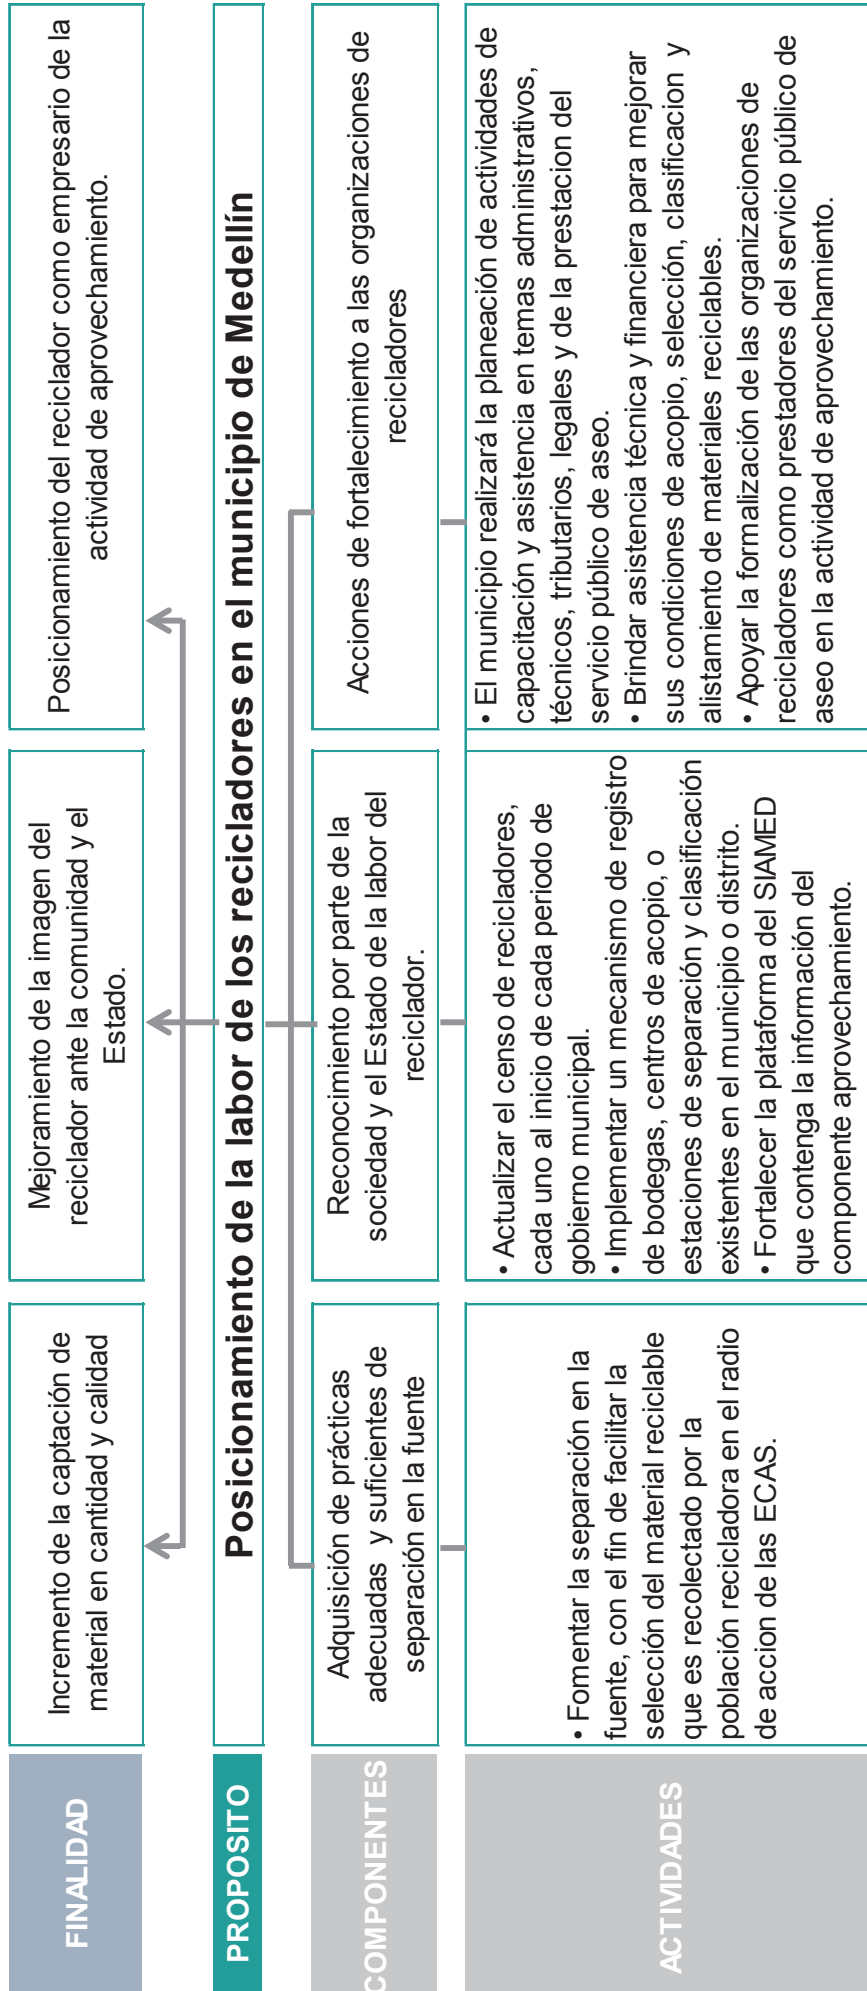 FINALIDAD
Incremento de la captación de
material en cantidad y calidad
Mejoramiento de la imagen del
reciclador ante la comunidad y el
Estado.
Posicionamiento del reciclador como empresario de la
actividad de aprovechamiento.
PROPOSITO
Posicionamiento de la labor de los recicladores en el municipio de Medellín
COMPONENTES
Adquisición de prácticas
adecuadas y suficientes de
separación en la fuente
Reconocimiento por parte de la
sociedad y el Estado de la labor del
reciclador.
Acciones de fortalecimiento a las organizaciones de
recicladores
ACTIVIDADES
• Fomentar la separación en la
fuente, con el fin de facilitar la
selección del material reciclable
que es recolectado por la
población recicladora en el radio
de accion de las ECAS.
• Actualizar el censo de recicladores,
cada uno al inicio de cada periodo de
gobierno municipal.
• Implementar un mecanismo de registro
de bodegas, centros de acopio, o
estaciones de separación y clasificación
existentes en el municipio o distrito.
• Fortalecer la plataforma del SIAMED
que contenga la información del
componente aprovechamiento.
• El municipio realizará la planeación de actividades de
capacitación y asistencia en temas administrativos,
técnicos, tributarios, legales y de la prestacion del
servicio público de aseo.
• Brindar asistencia técnica y financiera para mejorar
sus condiciones de acopio, selección, clasificacion y
alistamiento de materiales reciclables.
• Apoyar la formalización de las organizaciones de
recicladores como prestadores del servicio público de
aseo en la actividad de aprovechamiento.